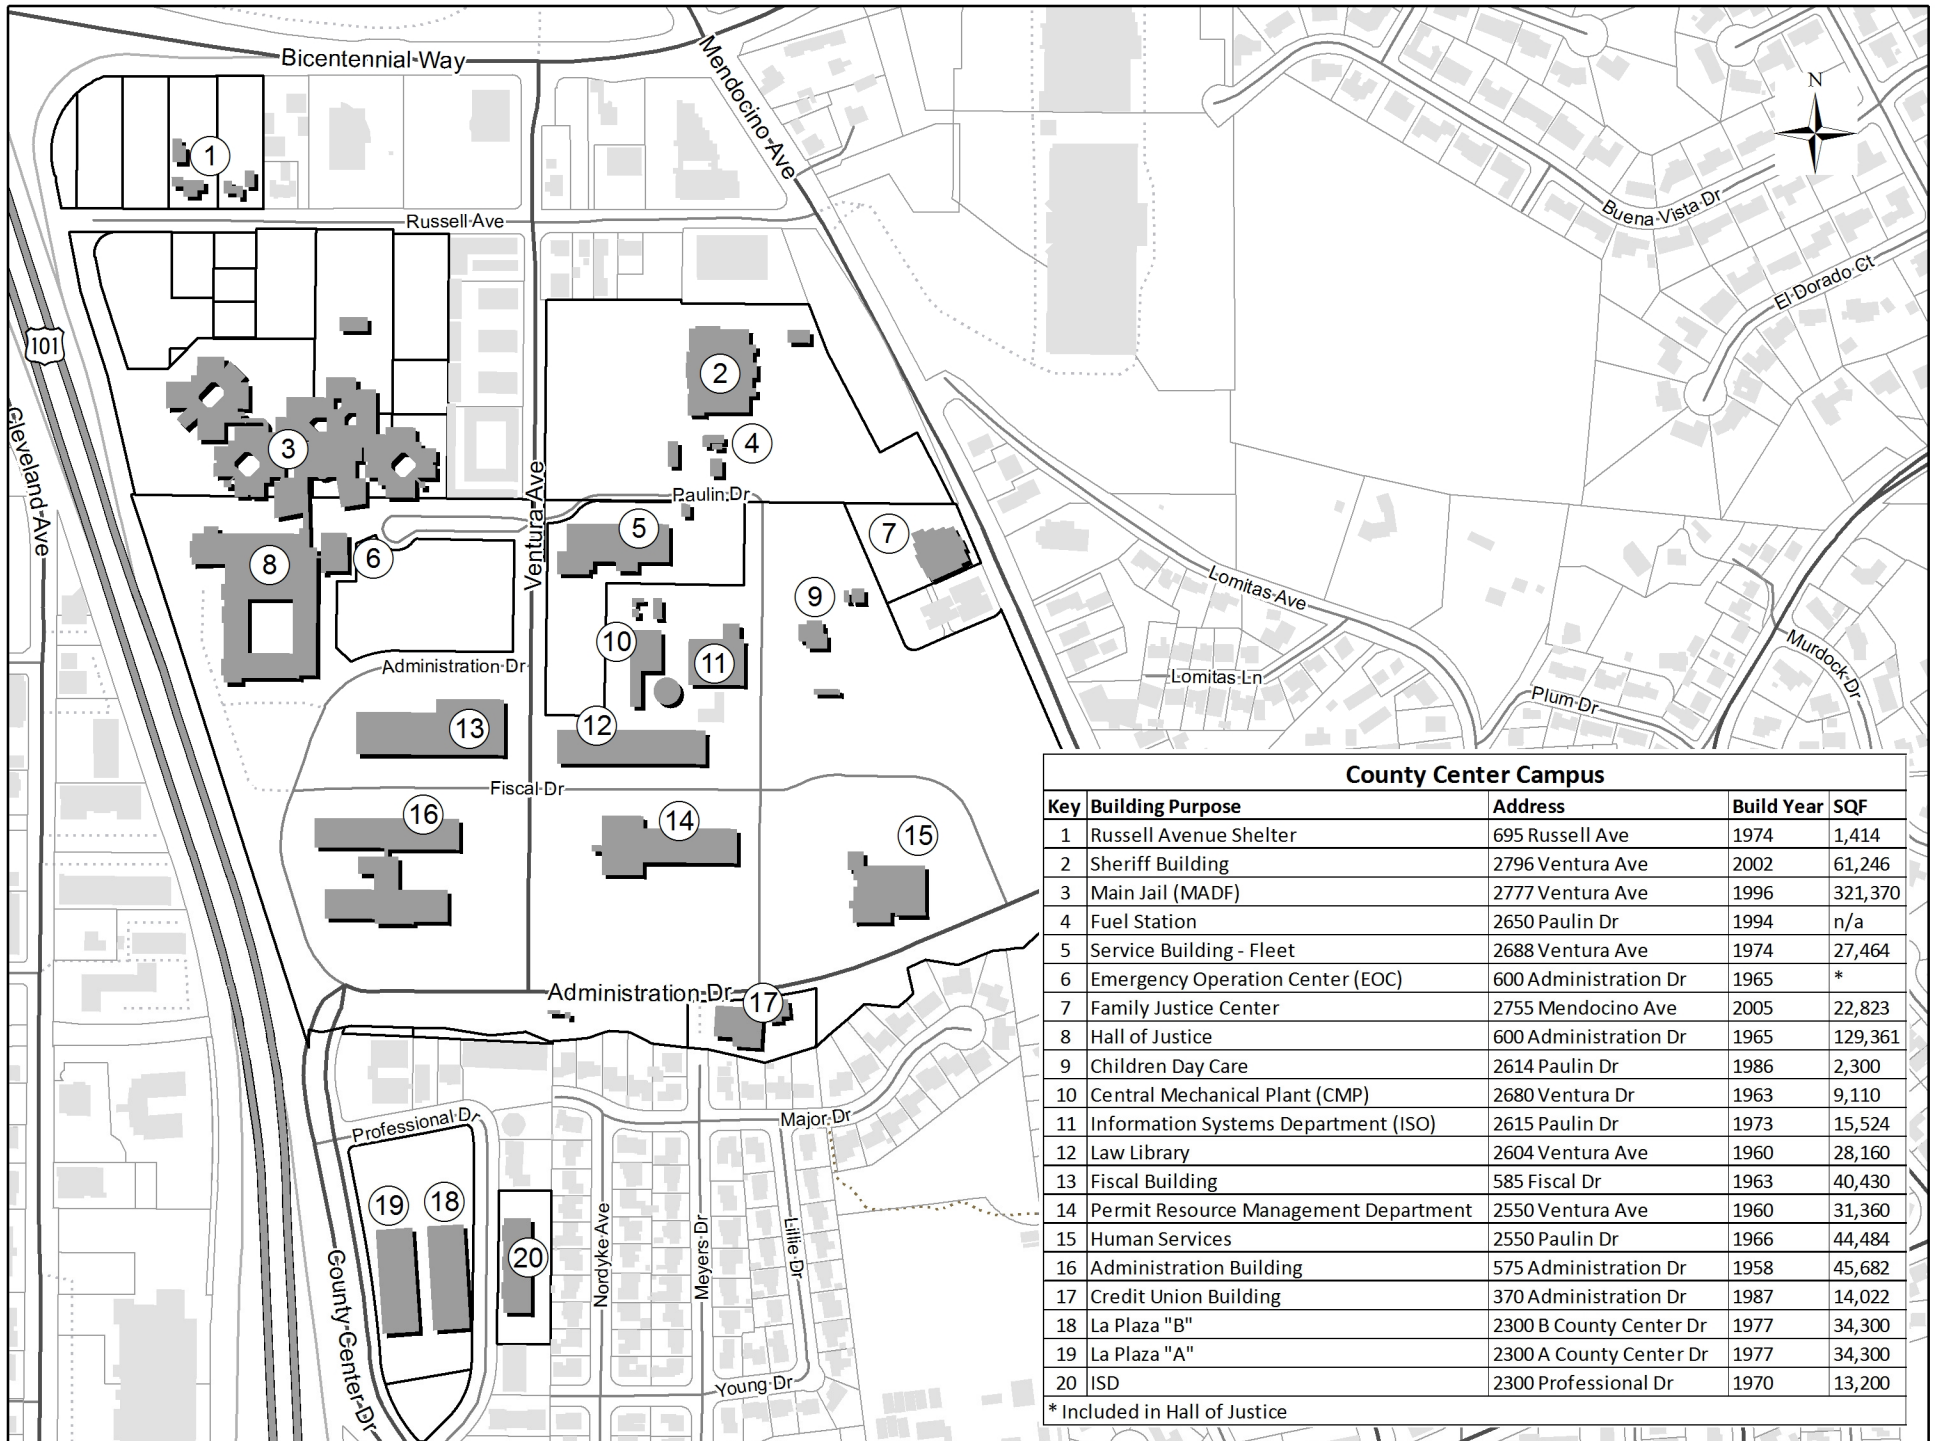 Bicentennial Way
Mendocino Ave
N
1
Russell Ave
Buena Vista Dr
El Dorado Ct
101
2
Cleveland Ave
3
4
Ventura Ave
Paulin Dr
5
6
7
8
9
Lomitas Ave
10
11
Administration Dr
Lomitas Ln
Murdock Dr
Plum Dr
12
13
Fiscal Dr
16
14
15
Administration Dr
17
Professional Dr
Major Dr
19
18
20
Nordyke Ave
Meyers Dr
Lillie Dr
County Center Dr
Young Dr
County Center Campus
Key Building Purpose Address Build Year SQF
1 Russell Avenue Shelter 695 Russell Ave 1974 1,414
2 Sheriff Building 2796 Ventura Ave 2002 61,246
3 Main Jail (MADF) 2777 Ventura Ave 1996 321,370
4 Fuel Station 2650 Paulin Dr 1994 n/a
5 Service Building - Fleet 2688 Ventura Ave 1974 27,464
6 Emergency Operation Center (EOC) 600 Administration Dr 1965 *
7 Family Justice Center 2755 Mendocino Ave 2005 22,823
8 Hall of Justice 600 Administration Dr 1965 129,361
9 Children Day Care 2614 Paulin Dr 1986 2,300
10 Central Mechanical Plant (CMP) 2680 Ventura Dr 1963 9,110
11 Information Systems Department (ISO) 2615 Paulin Dr 1973 15,524
12 Law Library 2604 Ventura Ave 1960 28,160
13 Fiscal Building 585 Fiscal Dr 1963 40,430
14 Permit Resource Management Department 2550 Ventura Ave 1960 31,360
15 Human Services 2550 Paulin Dr 1966 44,484
16 Administration Building 575 Administration Dr 1958 45,682
17 Credit Union Building 370 Administration Dr 1987 14,022
18 La Plaza "B" 2300 B County Center Dr 1977 34,300
19 La Plaza "A" 2300 A County Center Dr 1977 34,300
20 ISD 2300 Professional Dr 1970 13,200
* Included in Hall of Justice